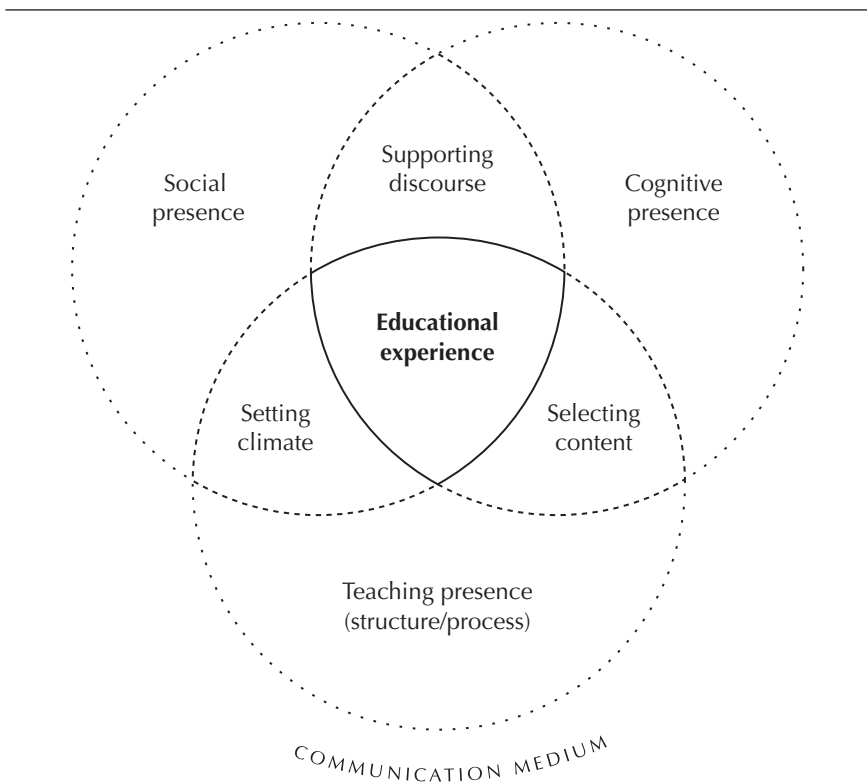 Supporting
discourse
Social
presence
Cognitive
presence
Educational
experience
Setting
climate
Selecting
content
Teaching presence
(structure/process)
COMMUNICATION MEDIUM